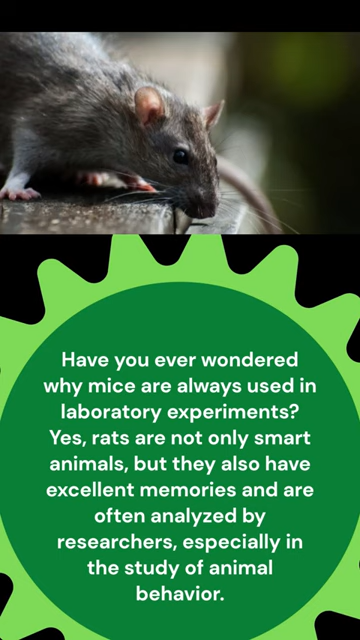 Have you ever wondered
why mice are always used in
laboratory experiments?
Yes, rats are not only smart
animals, but they also have
excellent memories and are
often analyzed by
researchers, especially in
the study of animal
behavior.